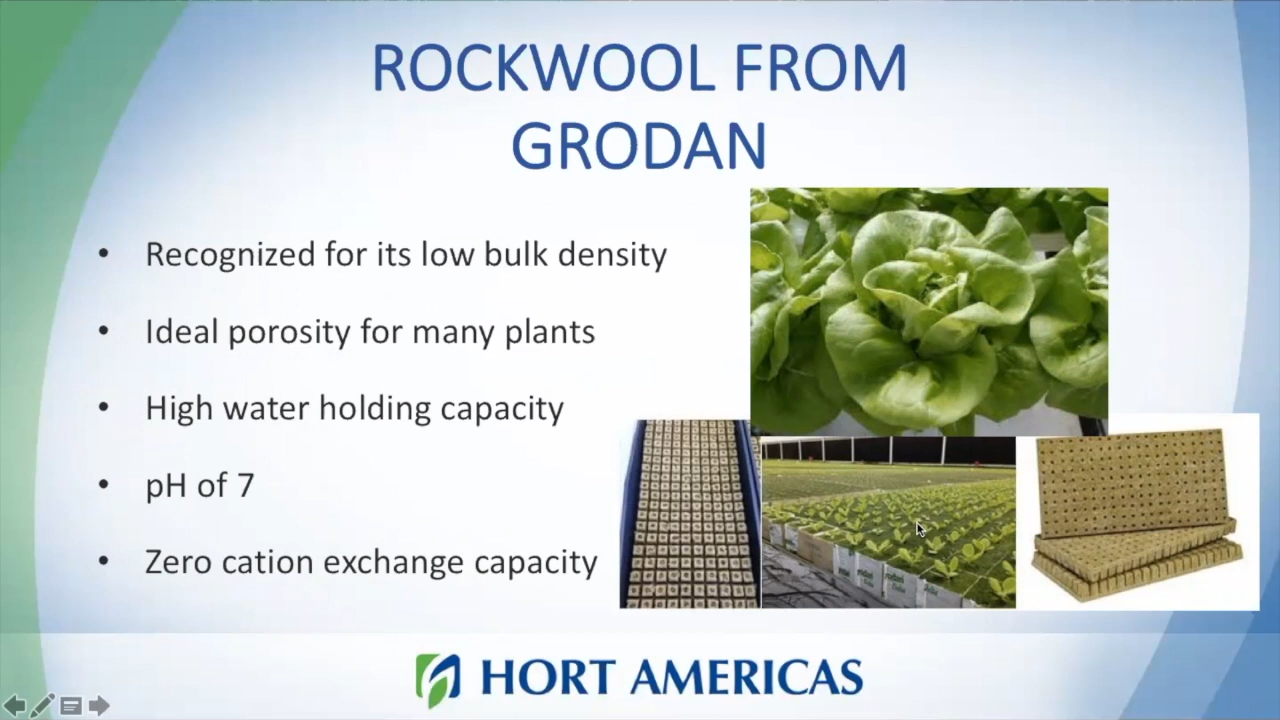 ROCKWOOL FROM
GRODAN
• Recognized for its low bulk density
• Ideal porosity for many plants
• High water holding capacity
• pH of 7
• Zero cation exchange capacity
HORT AMERICAS